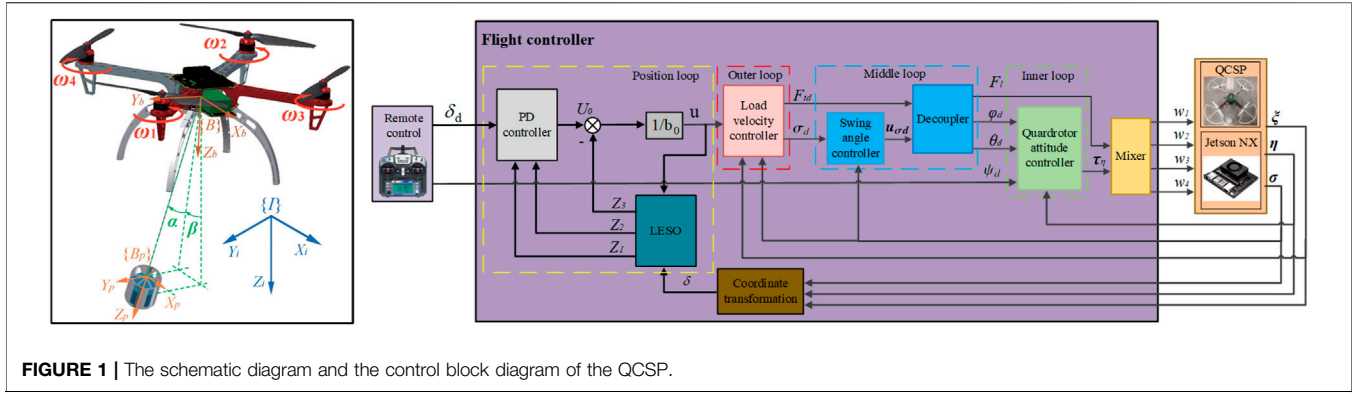 ω2
ω4
ω1
ω3
Yb
{B}
Xb
Zb
α
β
{I}
Yi
Xi
Zi
{Bp}
Yp
Xp
Zp
Flight controller
Position loop
Outer loop
Middle loop
Inner loop
Remote control
δd
PD controller
U0
-
1/b0
u
Z3
Z2
Z1
LESO
δ
Load velocity controller
Ftd
σd
Swing angle controller
uσd
Decoupler
Fl
φd
θd
ψd
Quardrotor attitude controller
τη
Mixer
w1
w2
w3
w4
QCSP
Jetson NX
ξ
η
σ
Coordinate transformation
FIGURE 1 | The schematic diagram and the control block diagram of the QCSP.